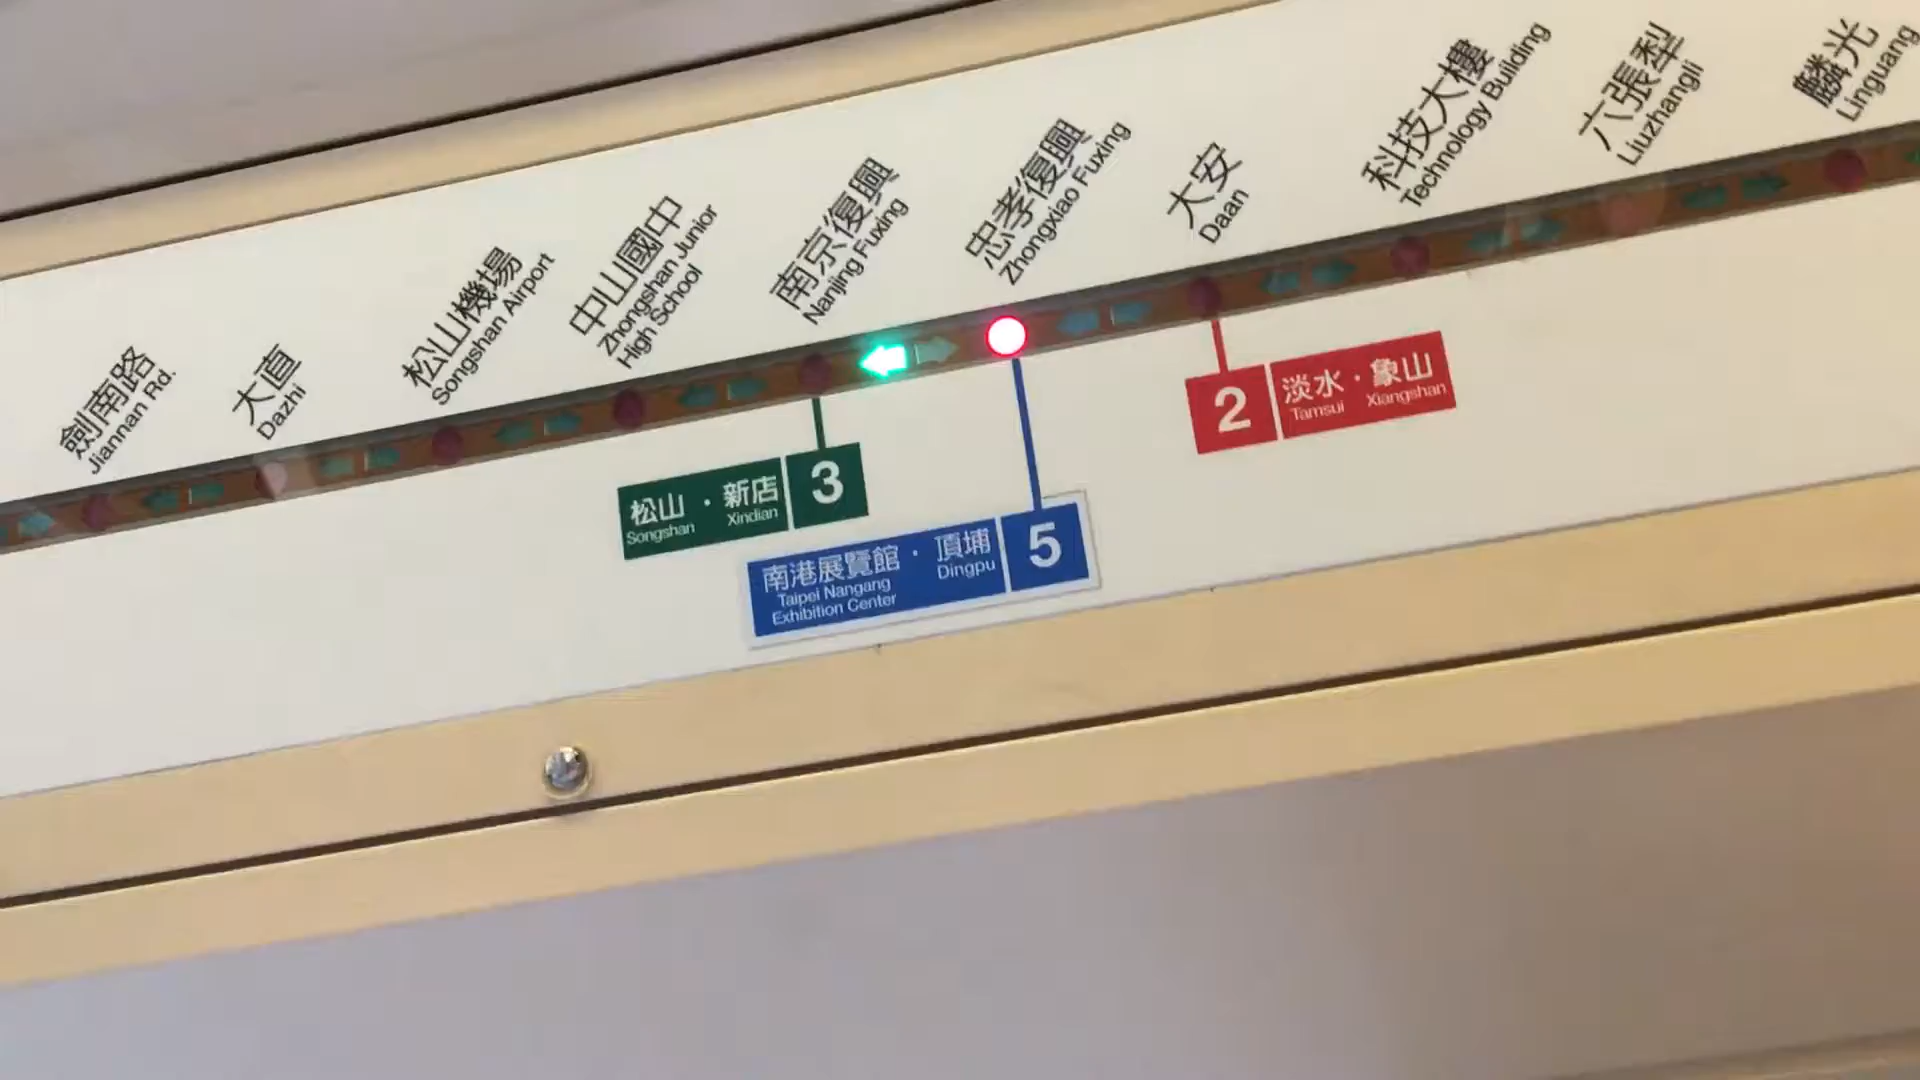 劍南路
Jiannan Rd.
大直
Dazhi
松山機場
Songshan Airport
中山國中
Zhongshan Junior
High School
南京復興
Nanjing Fuxing
忠孝復興
Zhongxiao Fuxing
大安
Daan
科技大樓
Technology Building
六張犁
Liuzhangli
麟光
Linguang
松山 · 新店
Songshan Xindian
3
南港展覽館 · 頂埔
Taipei Nangang Dingpu
Exhibition Center
5
2
淡水 · 象山
Tamsui Xiangshan